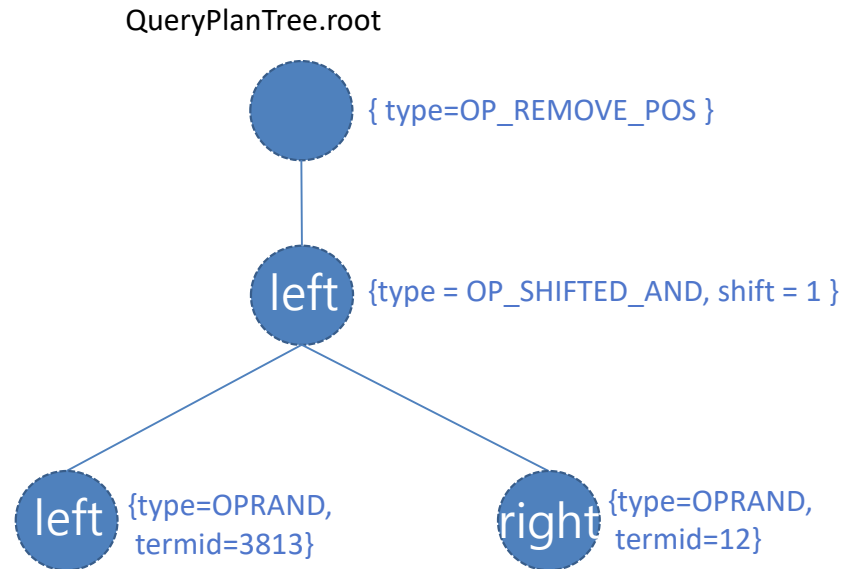 QueryPlanTree.root
{ type=OP_REMOVE_POS }
left
{type = OP_SHIFTED_AND, shift = 1 }
left
{type=OPRAND,
termid=3813}
right
{type=OPRAND,
termid=12}